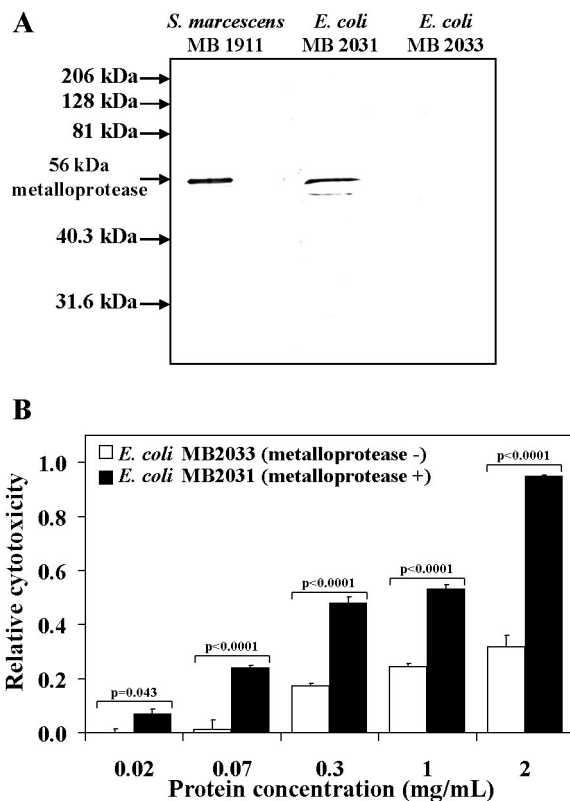 A
S. marcescens E. coli E. coli
MB 1911 MB 2031 MB 2033
206 kDa
128 kDa
81 kDa
56 kDa
metalloprotease
40.3 kDa
31.6 kDa
B
E. coli MB2033 (metalloprotease -)
E. coli MB2031 (metalloprotease +)
p<0.0001
p<0.0001
p<0.0001
p<0.0001
p=0.043
Relative cytotoxicity
1.0
0.8
0.6
0.4
0.2
0.0
0.02 0.07 0.3 1 2
Protein concentration (mg/mL)